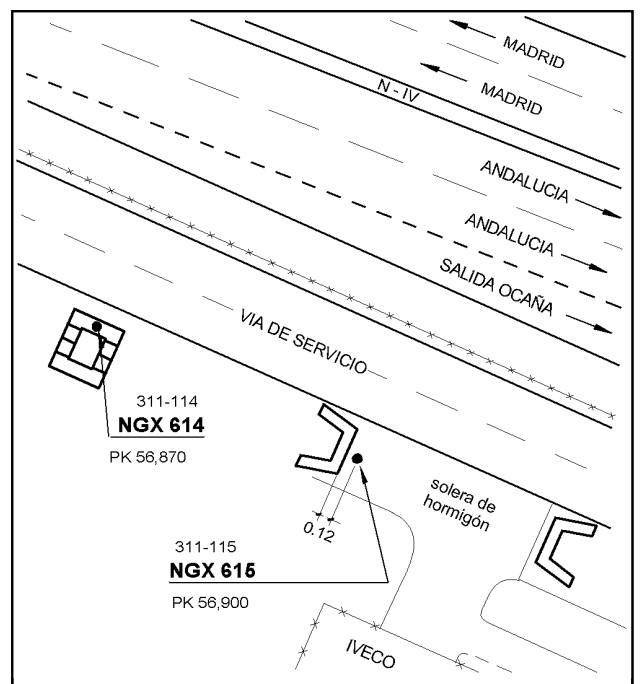 MADRID
MADRID
N - IV
ANDALUCIA
ANDALUCIA
SALIDA OCAÑA
VIA DE SERVICIO
311-114
NGX 614
PK 56,870
solera de
hormigón
0.12
311-115
NGX 615
PK 56,900
IVECO